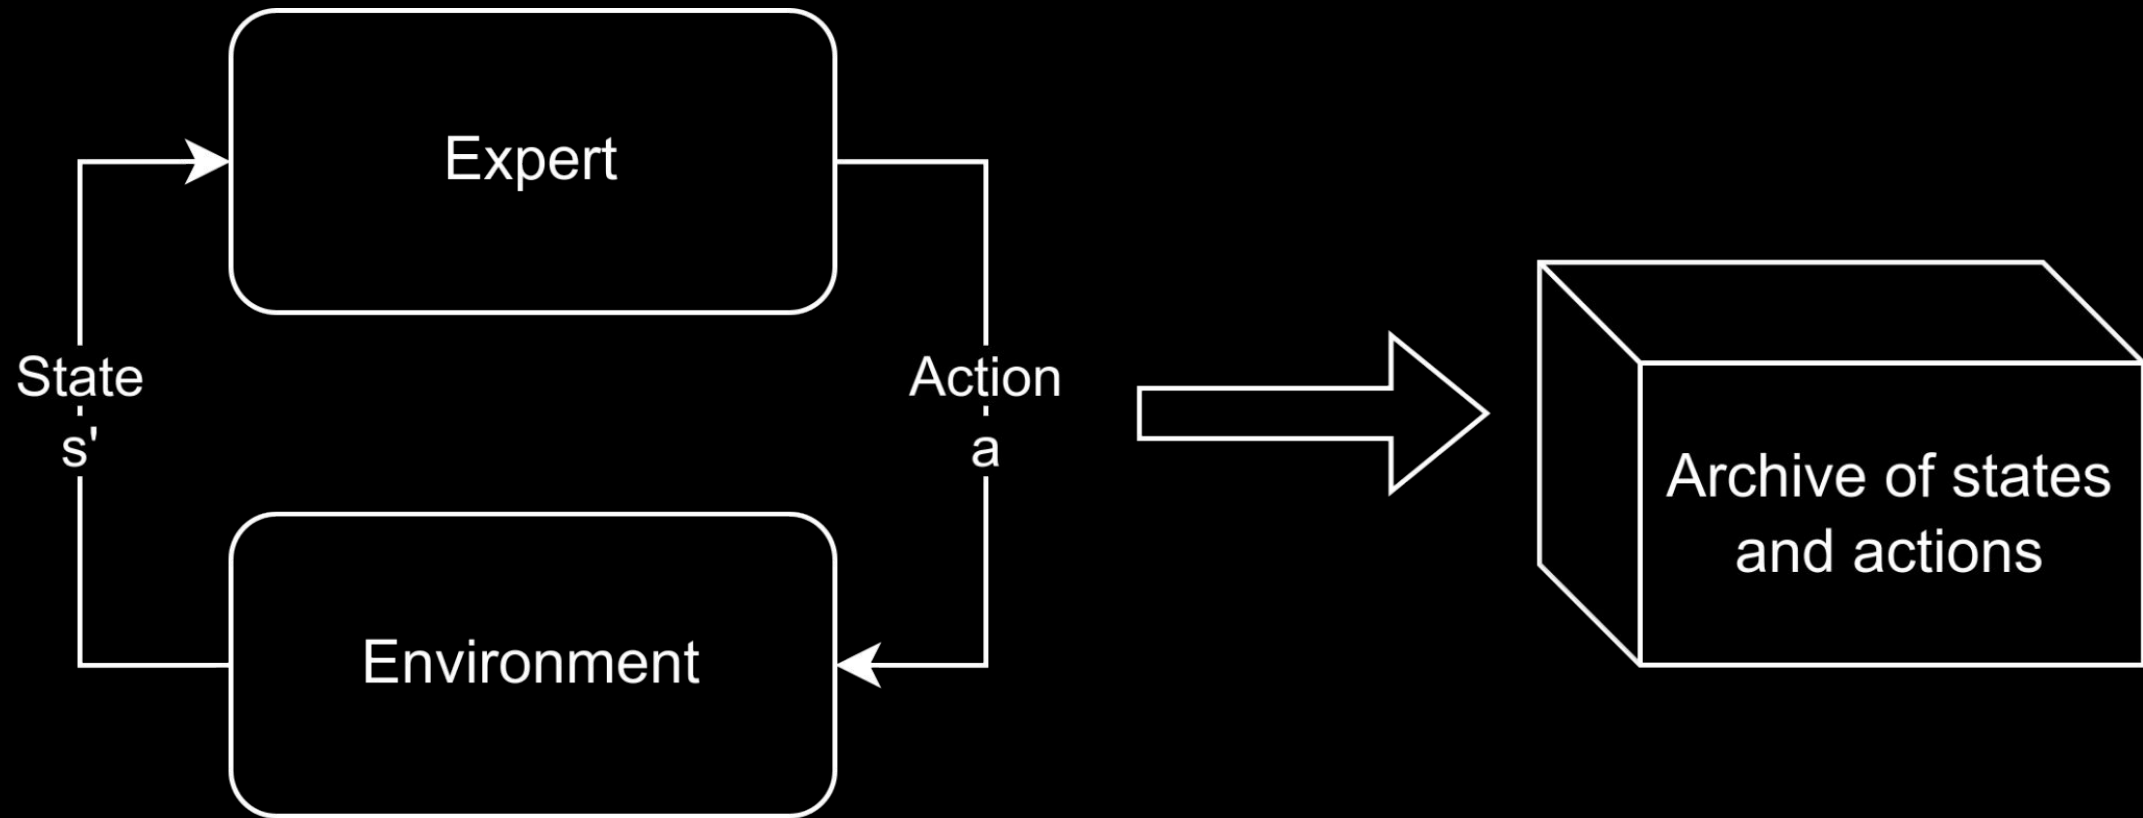 Expert
State
s'
Action
a
Archive of states
and actions
Environment